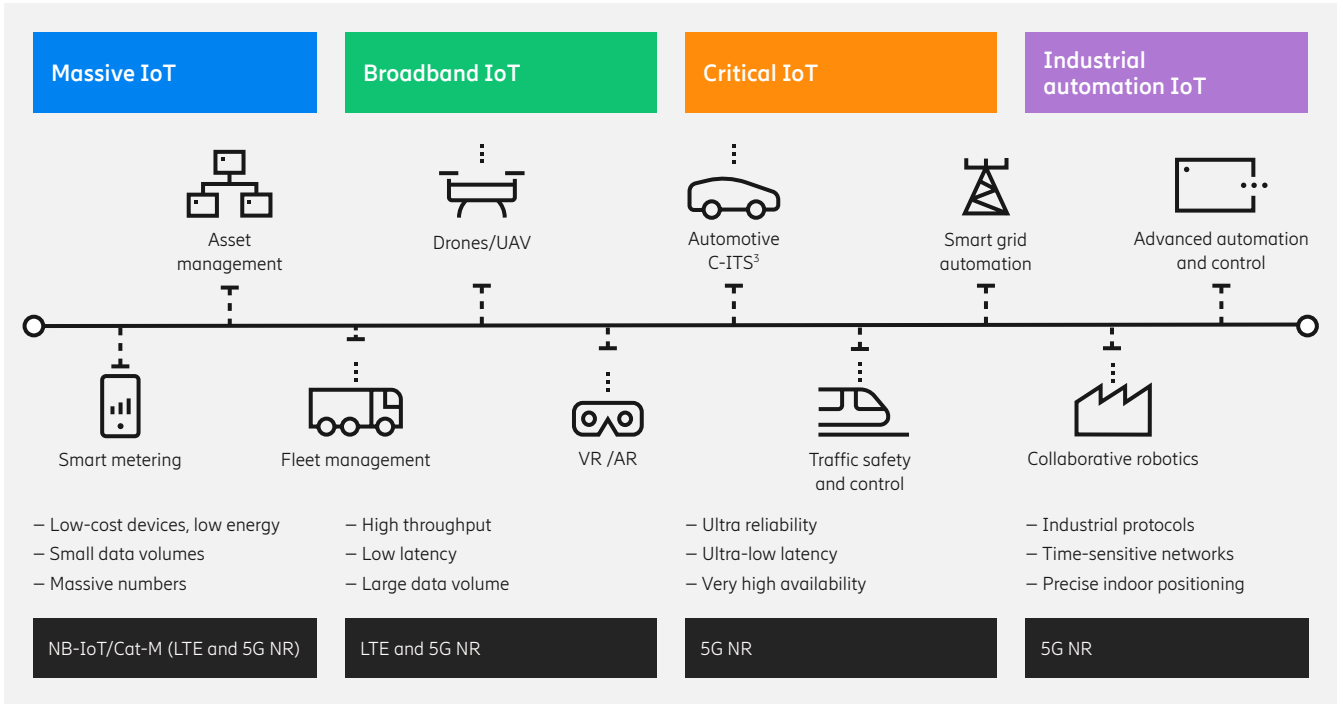 Massive IoT
Broadband IoT
Critical IoT
Industrial
automation IoT
Asset
management
Drones/UAV
Automotive
C-ITS³
Smart grid
automation
Advanced automation
and control
Smart metering
Fleet management
VR /AR
Traffic safety
and control
Collaborative robotics
– Low-cost devices, low energy
– Small data volumes
– Massive numbers
– High throughput
– Low latency
– Large data volume
– Ultra reliability
– Ultra-low latency
– Very high availability
– Industrial protocols
– Time-sensitive networks
– Precise indoor positioning
NB-IoT/Cat-M (LTE and 5G NR)
LTE and 5G NR
5G NR
5G NR